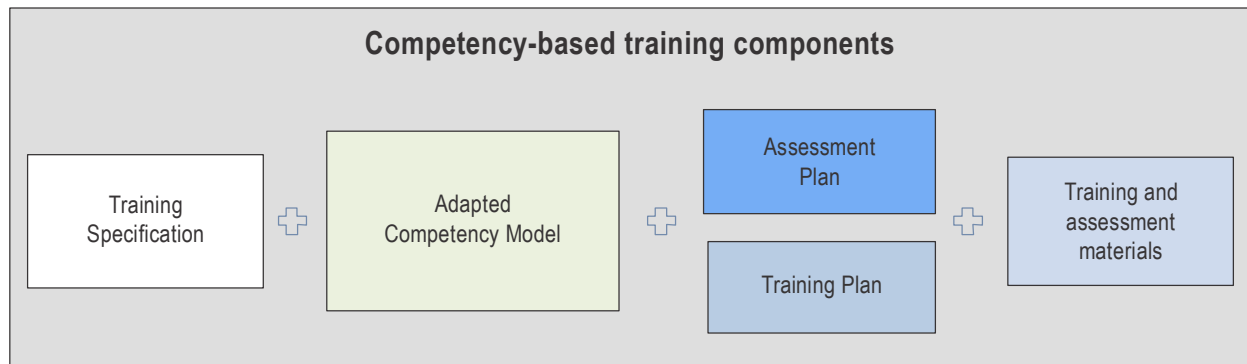 Competency-based training components
Training
Specification
Adapted
Competency Model
Assessment
Plan
Training Plan
Training and
assessment
materials